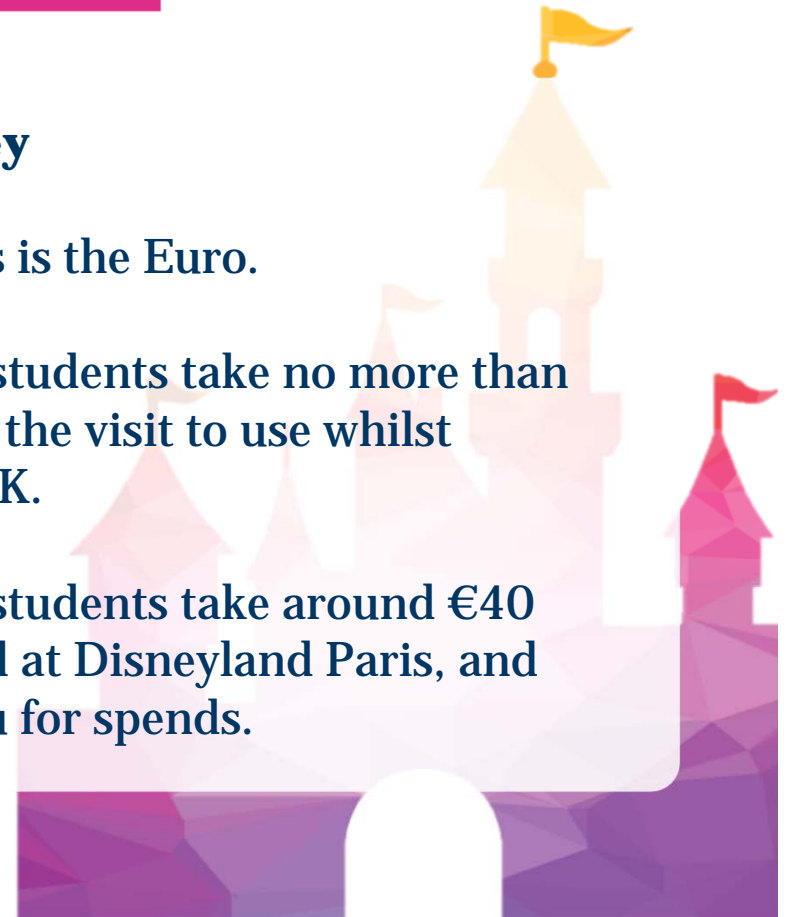 y
s is the Euro.
students take no more than
the visit to use whilst
K.
students take around €40
l at Disneyland Paris, and
u for spends.